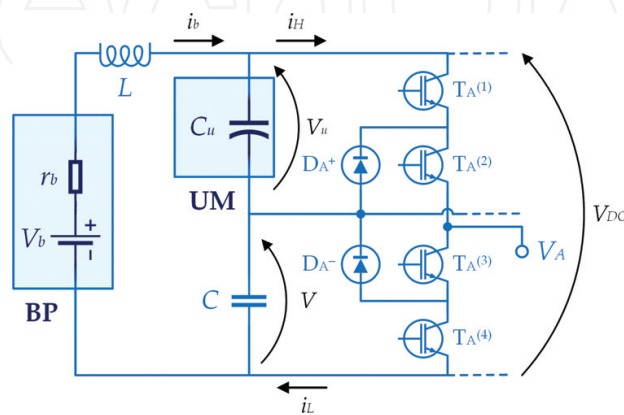 i_b
i_H
L
T_A^(1)
C_u
V_u
r_b
D_A+
T_A^(2)
UM
V_b
+
-
V_DC
V_A
BP
C
V
D_A-
T_A^(3)
T_A^(4)
i_L